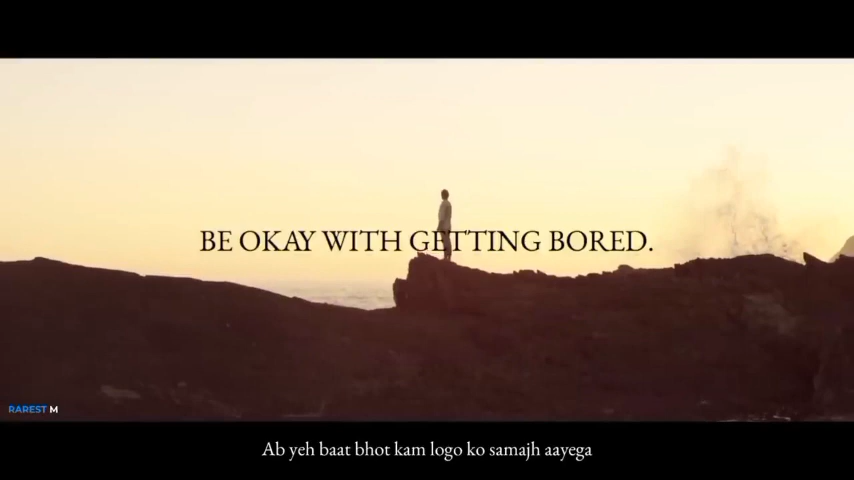 BE OKAY WITH GETTING BORED.
RAREST M
Ab yeh baat bhot kam logo ko samajh aayega